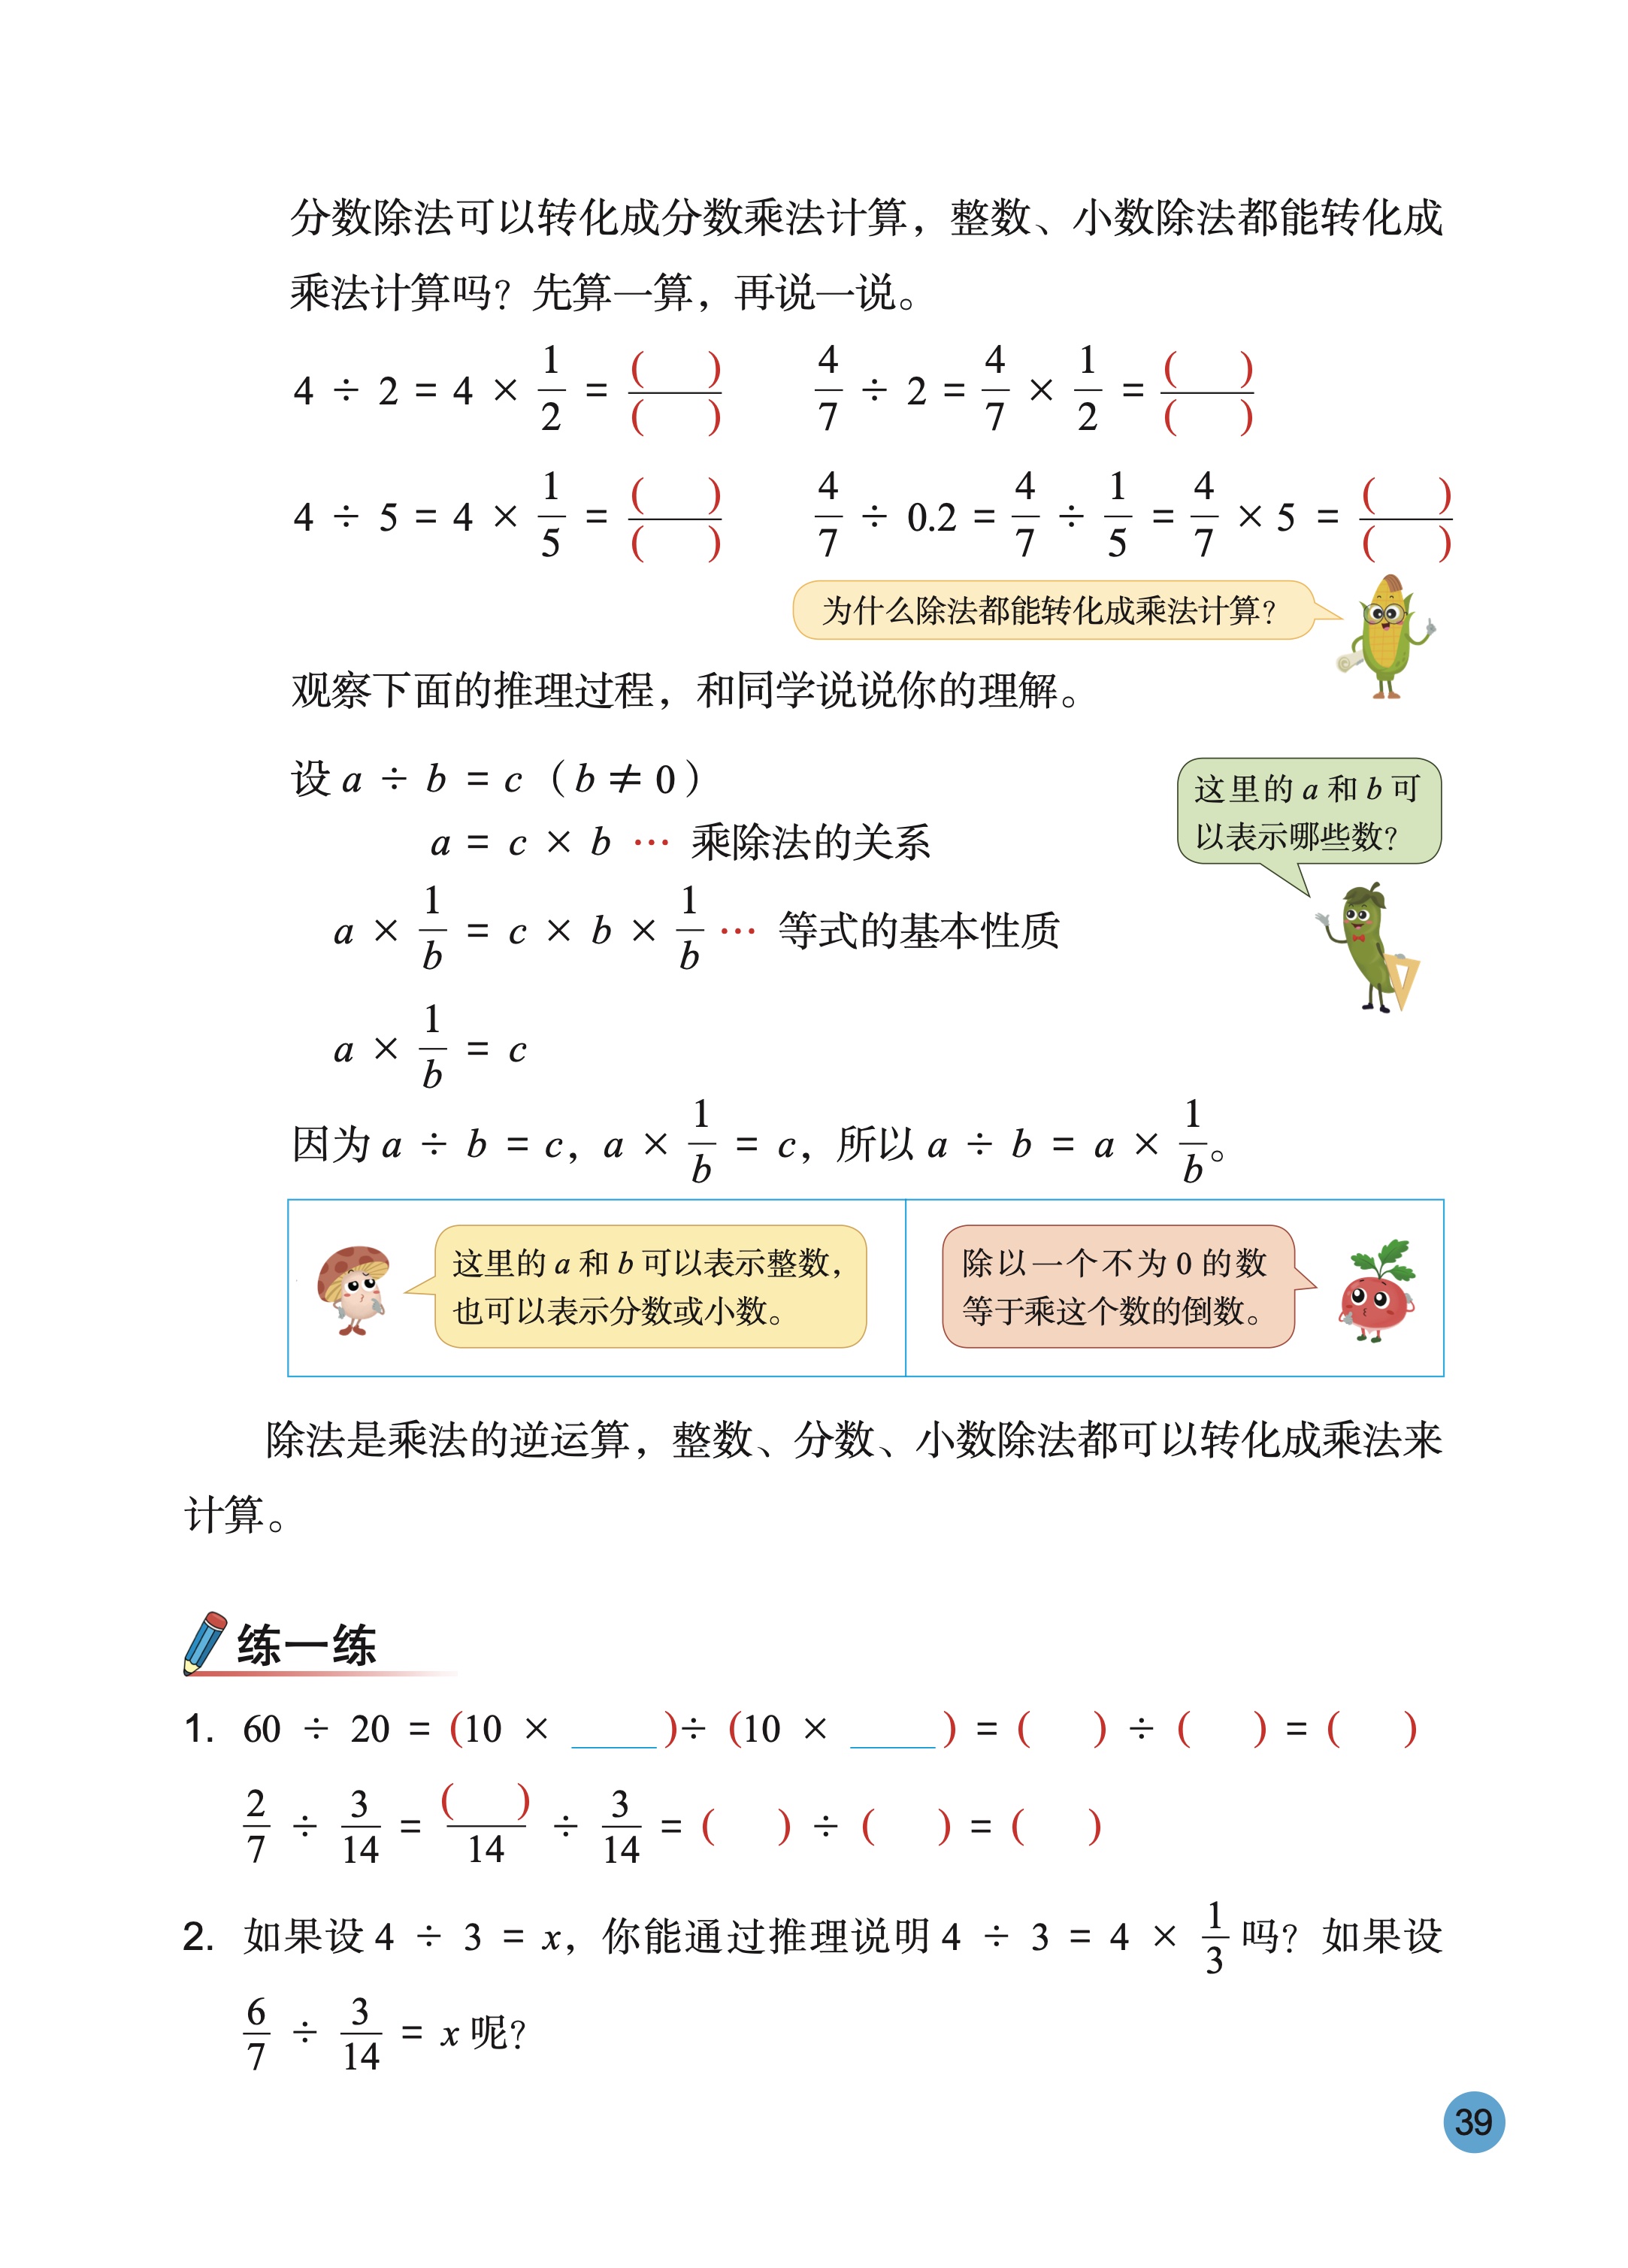 分数除法可以转化成分数乘法计算，整数、小数除法都能转化成
乘法计算吗？先算一算，再说一说。
4 ÷ 2 = 4 × 1/2 = (  )/(  )    4/7 ÷ 2 = 4/7 × 1/2 = (  )/(  )
4 ÷ 5 = 4 × 1/5 = (  )/(  )    4/7 ÷ 0.2 = 4/7 ÷ 1/5 = 4/7 × 5 = (  )/(  )
为什么除法都能转化成乘法计算？
观察下面的推理过程，和同学说说你的理解。
设 a ÷ b = c（b ≠ 0）
这里的 a 和 b 可
以表示哪些数？
a = c × b … 乘除法的关系
a × 1/b = c × b × 1/b … 等式的基本性质
a × 1/b = c
因为 a ÷ b = c，a × 1/b = c，所以 a ÷ b = a × 1/b。
这里的 a 和 b 可以表示整数，
也可以表示分数或小数。
除以一个不为 0 的数
等于乘这个数的倒数。
除法是乘法的逆运算，整数、分数、小数除法都可以转化成乘法来
计算。
练一练
1. 60 ÷ 20 = (10 × ____) ÷ (10 × ____) = (  ) ÷ (  ) = (  )
2/7 ÷ 3/14 = (  )/14 ÷ 3/14 = (  ) ÷ (  ) = (  )
2. 如果设 4 ÷ 3 = x，你能通过推理说明 4 ÷ 3 = 4 × 1/3 吗？如果设
6/7 ÷ 3/14 = x 呢？
39